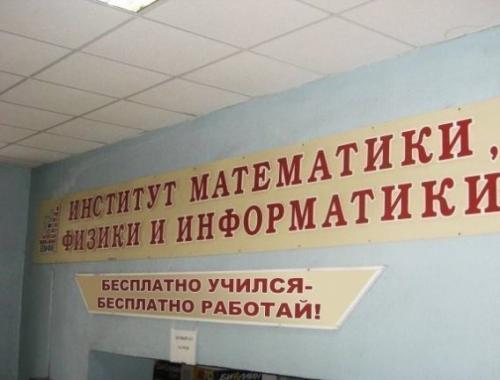 ИНСТИТУТ МАТЕМАТИКИ,
ФИЗИКИ И ИНФОРМАТИКИ
БЕСПЛАТНО УЧИЛСЯ-
БЕСПЛАТНО РАБОТАЙ!